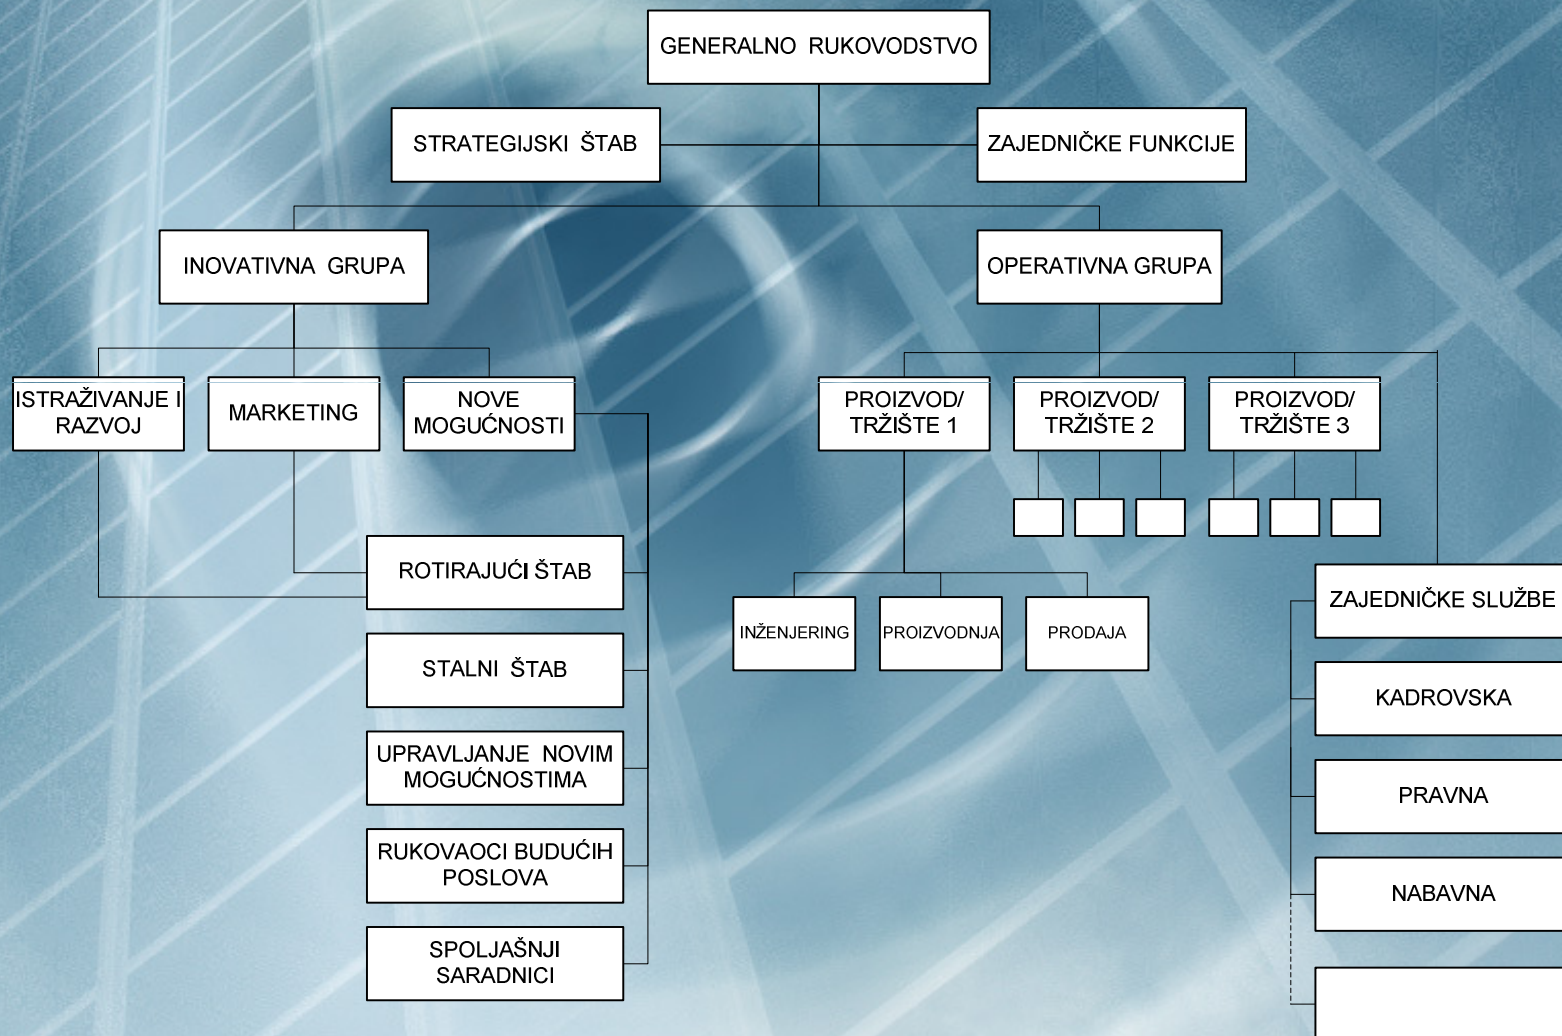 GENERALNO RUKOVODSTVO
STRATEGIJSKI ŠTAB
ZAJEDNIČKE FUNKCIJE
INOVATIVNA GRUPA
OPERATIVNA GRUPA
ISTRAŽIVANJE I
RAZVOJ
MARKETING
NOVE
MOGUĆNOSTI
PROIZVOD/
TRŽIŠTE 1
PROIZVOD/
TRŽIŠTE 2
PROIZVOD/
TRŽIŠTE 3
ROTIRAJUĆI ŠTAB
STALNI ŠTAB
UPRAVLJANJE NOVIM
MOGUĆNOSTIMA
RUKOVAOCI BUDUĆIH
POSLOVA
SPOLJAŠNJI
SARADNICI
INŽENJERING
PROIZVODNJA
PRODAJA
ZAJEDNIČKE SLUŽBE
KADROVSKA
PRAVNA
NABAVNA